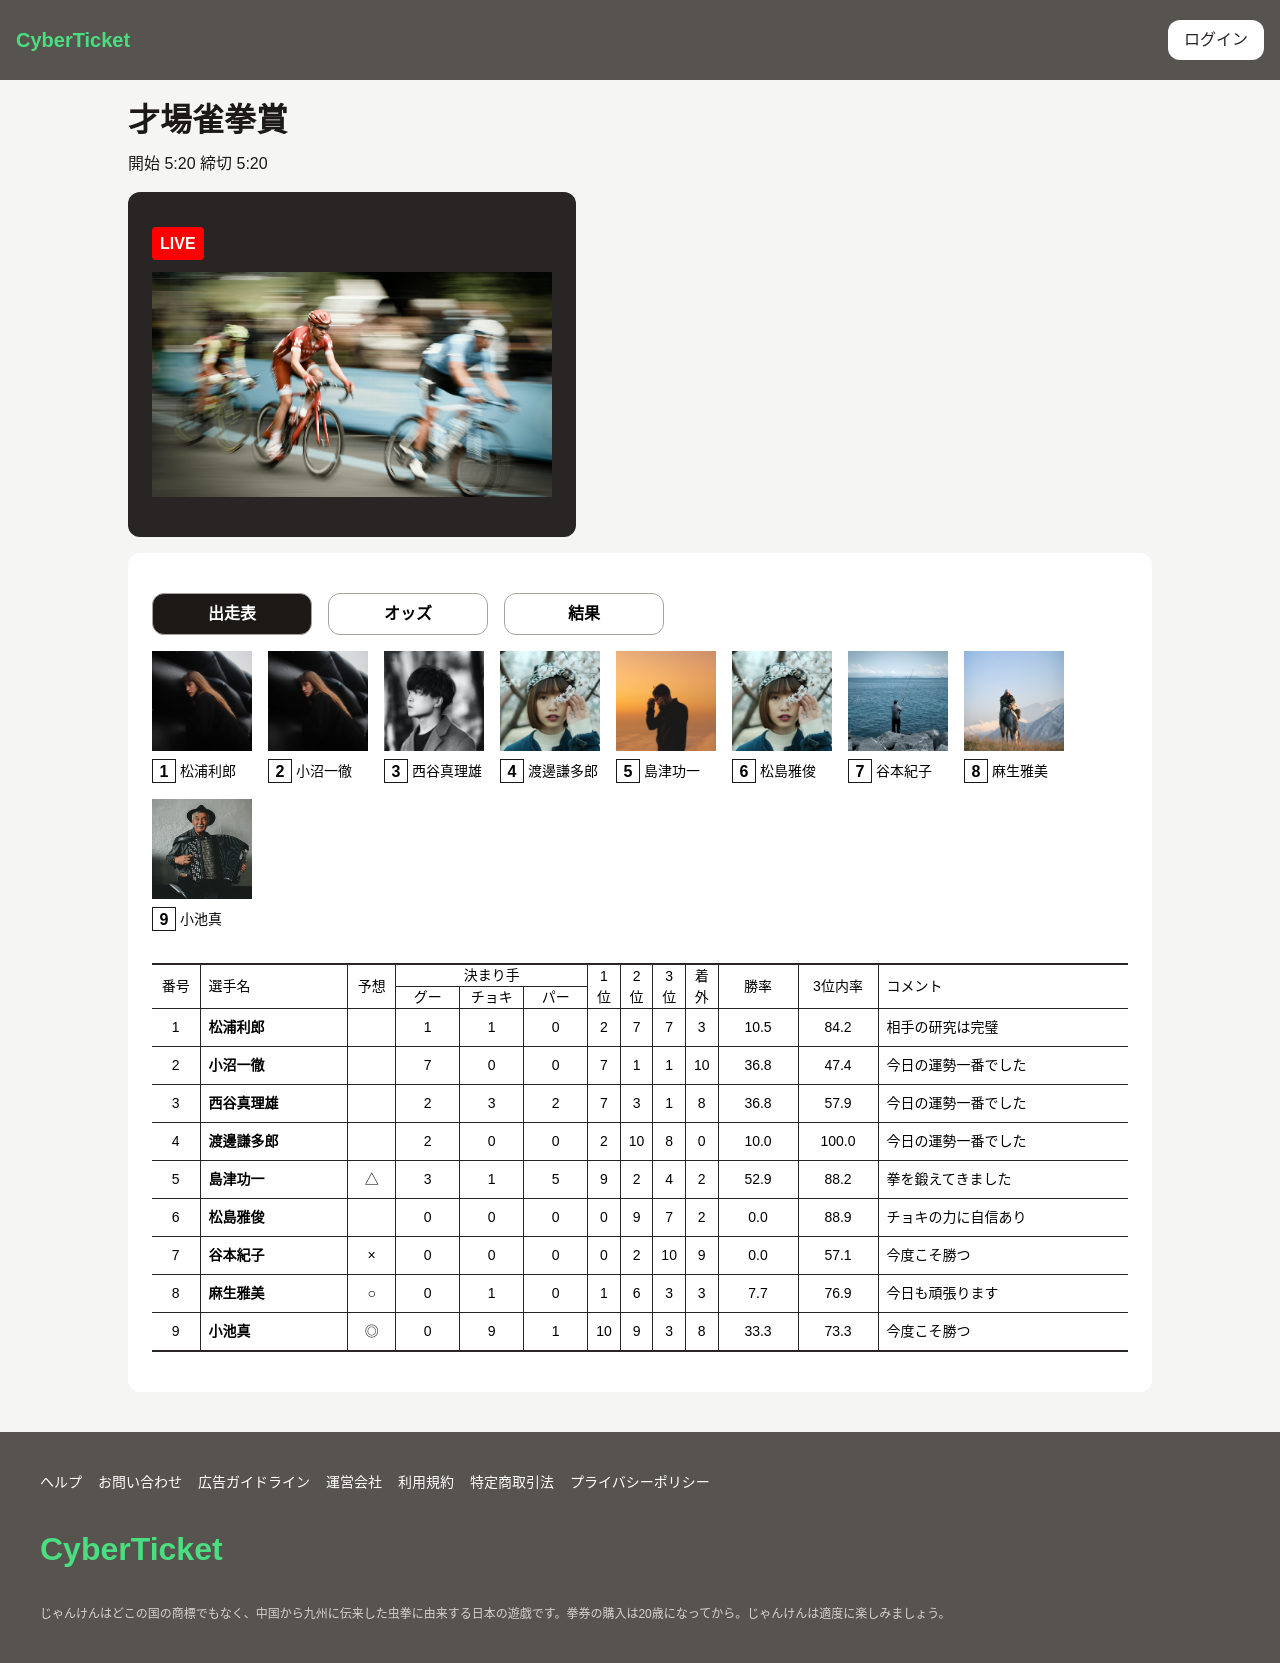 CyberTicket
ログイン
才場雀拳賞
開始 5:20 締切 5:20
LIVE
出走表 オッズ 結果
1 松浦利郎 2 小沼一徹 3 西谷真理雄 4 渡邊謙多郎 5 島津功一 6 松島雅俊 7 谷本紀子 8 麻生雅美
9 小池真
番号 選手名 予想 決まり手 グー チョキ パー 1位 2位 3位 着外 勝率 3位内率 コメント
1 松浦利郎 1 1 0 2 7 7 3 10.5 84.2 相手の研究は完璧
2 小沼一徹 7 0 0 7 1 1 10 36.8 47.4 今日の運勢一番でした
3 西谷真理雄 2 3 2 7 3 1 8 36.8 57.9 今日の運勢一番でした
4 渡邊謙多郎 2 0 0 2 10 8 0 10.0 100.0 今日の運勢一番でした
5 島津功一 △ 3 1 5 9 2 4 2 52.9 88.2 拳を鍛えてきました
6 松島雅俊 0 0 0 0 9 7 2 0.0 88.9 チョキの力に自信あり
7 谷本紀子 × 0 0 0 0 2 10 9 0.0 57.1 今度こそ勝つ
8 麻生雅美 ○ 0 1 0 1 6 3 3 7.7 76.9 今日も頑張ります
9 小池真 ◎ 0 9 1 10 9 3 8 33.3 73.3 今度こそ勝つ
ヘルプ お問い合わせ 広告ガイドライン 運営会社 利用規約 特定商取引法 プライバシーポリシー
CyberTicket
じゃんけんはどこの国の商標でもなく、中国から九州に伝来した虫拳に由来する日本の遊戯です。拳券の購入は20歳になってから。じゃんけんは適度に楽しみましょう。